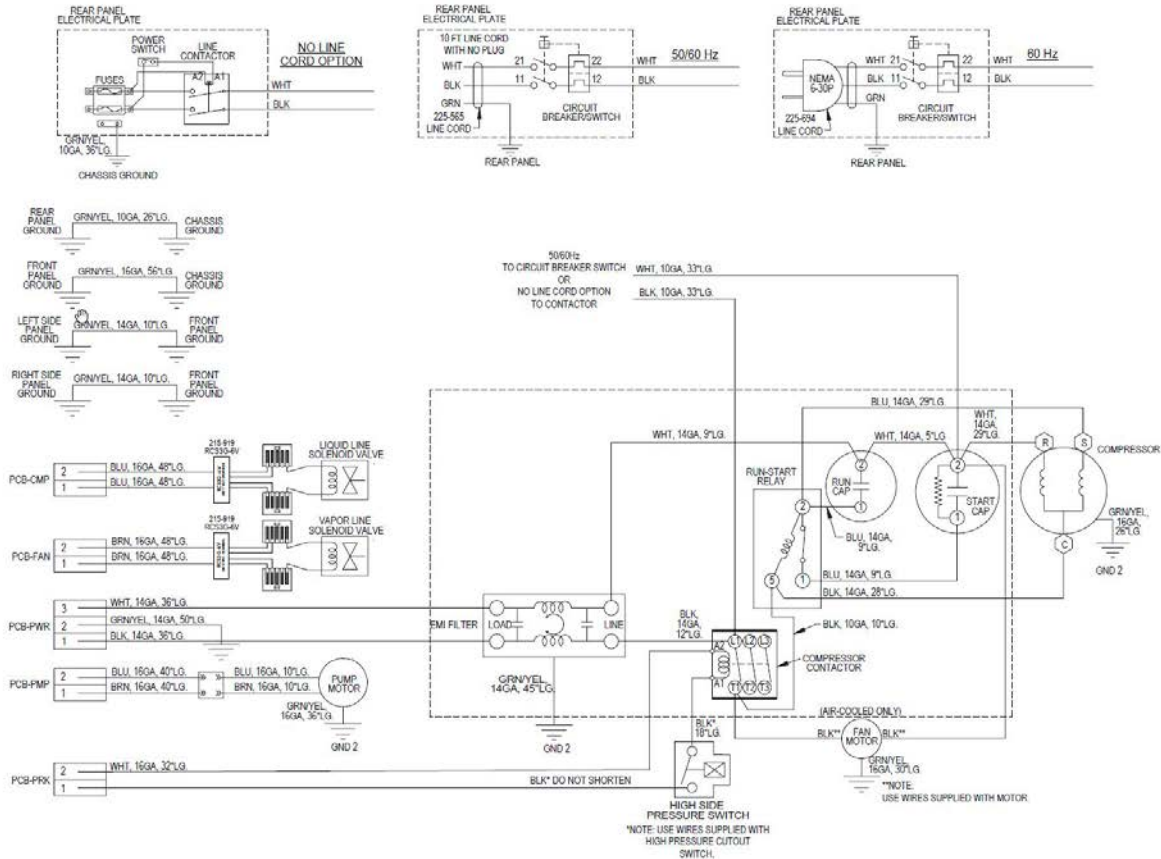 REAR PANEL
ELECTRICAL PLATE
POWER
SWITCH
LINE
CONTACTOR
NO LINE
CORD OPTION
FUSES
A2 A1
WHT
BLK
GRN/YEL,
10GA, 36"LG.
CHASSIS GROUND
REAR PANEL
ELECTRICAL PLATE
10 FT LINE CORD
WITH NO PLUG
50/60 Hz
WHT 21 22 WHT
BLK 11 12 BLK
GRN
225-565
LINE CORD
CIRCUIT
BREAKER/SWITCH
REAR PANEL
REAR PANEL
ELECTRICAL PLATE
60 Hz
NEMA
6-30P
WHT 21 22 WHT
BLK 11 12 BLK
GRN
225-694
LINE CORD
CIRCUIT
BREAKER/SWITCH
REAR PANEL
REAR
PANEL
GROUND
GRN/YEL, 10GA, 26"LG.
CHASSIS
GROUND
FRONT
PANEL
GROUND
GRN/YEL, 16GA, 56"LG.
CHASSIS
GROUND
LEFT SIDE
PANEL
GROUND
GRN/YEL, 14GA, 10"LG.
FRONT
PANEL
GROUND
RIGHT SIDE
PANEL
GROUND
GRN/YEL, 14GA, 10"LG.
FRONT
PANEL
GROUND
50/60Hz
TO CIRCUIT BREAKER SWITCH
OR
NO LINE CORD OPTION
TO CONTACTOR
WHT, 10GA, 33"LG.
BLK, 10GA, 33"LG.
BLU, 14GA, 29"LG.
WHT, 14GA, 9"LG.
WHT, 14GA, 5"LG.
WHT,
14GA,
29"LG.
R S
COMPRESSOR
RUN-START
RELAY
2
RUN
CAP
1
2
START
CAP
1
2
BLU, 14GA,
9"LG.
5
1
BLU, 14GA, 9"LG.
BLK, 14GA, 28"LG.
C
GRN/YEL,
16GA,
26"LG.
GND 2
PCB-CMP
2
1
BLU, 16GA, 48"LG.
BLU, 16GA, 48"LG.
215-919
LIQUID LINE
SOLENOID VALVE
PCB-FAN
2
1
BRN, 16GA, 48"LG.
BRN, 16GA, 48"LG.
215-919
VAPOR LINE
SOLENOID VALVE
PCB-PWR
3
2
1
WHT, 14GA, 36"LG.
GRN/YEL, 14GA, 50"LG.
BLK, 14GA, 36"LG.
EMI FILTER
LOAD
LINE
GRN/YEL,
14GA, 45"LG.
GND 2
BLK,
14GA,
12"LG.
A2
A1
L1 L2 L3
T1 T2 T3
BLK, 10GA, 10"LG.
COMPRESSOR
CONTACTOR
PCB-PMP
2
1
BLU, 16GA, 40"LG.
BRN, 16GA, 40"LG.
BLU, 16GA, 10"LG.
BRN, 16GA, 10"LG.
PUMP
MOTOR
GRN/YEL,
16GA, 36"LG.
GND 2
(AIR-COOLED ONLY)
BLK**
FAN
MOTOR
BLK**
GRN/YEL
16GA, 30"LG.
**NOTE:
USE WIRES SUPPLIED WITH MOTOR
PCB-PRK
2
1
WHT, 16GA, 32"LG.
BLK* DO NOT SHORTEN
BLK*,
18"LG.
HIGH SIDE
PRESSURE SWITCH
*NOTE: USE WIRES SUPPLIED WITH
HIGH PRESSURE CUTOUT
SWITCH.